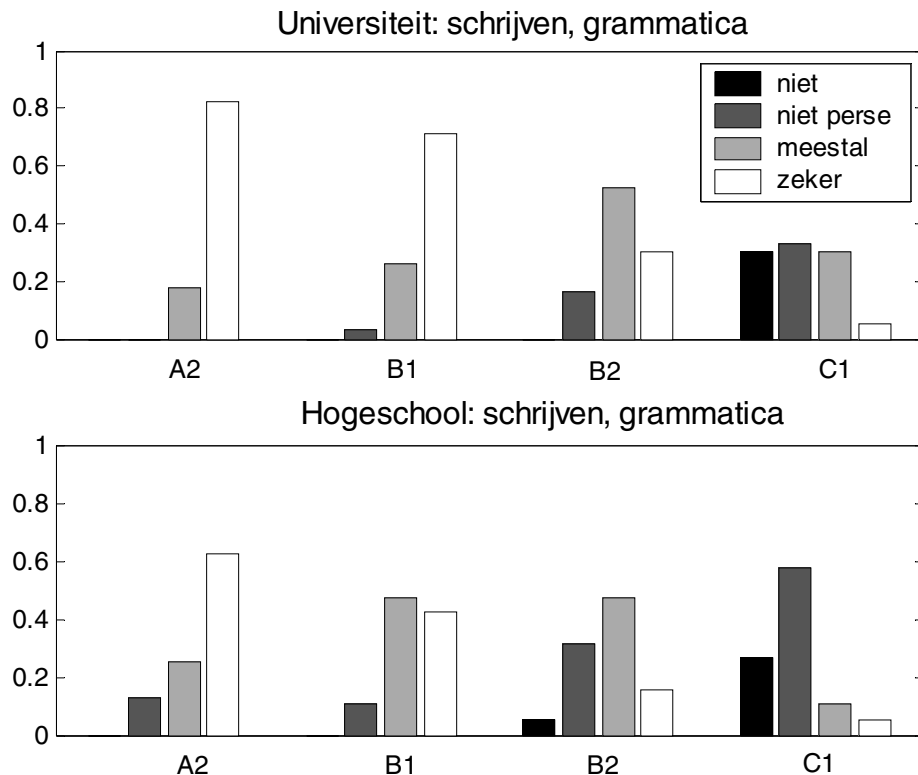 Universiteit: schrijven, grammatica
1
0.8
0.6
0.4
0.2
0
niet
niet perse
meestal
zeker
A2 B1 B2 C1
Hogeschool: schrijven, grammatica
1
0.8
0.6
0.4
0.2
0
A2 B1 B2 C1